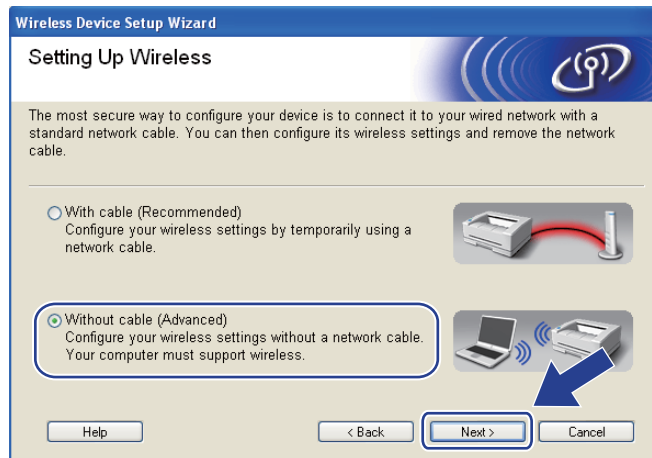 Wireless Device Setup Wizard
Setting Up Wireless
The most secure way to configure your device is to connect it to your wired network with a
standard network cable. You can then configure its wireless settings and remove the network
cable.
With cable (Recommended)
Configure your wireless settings by temporarily using a
network cable.
Without cable (Advanced)
Configure your wireless settings without a network cable.
Your computer must support wireless.
Help < Back Next > Cancel